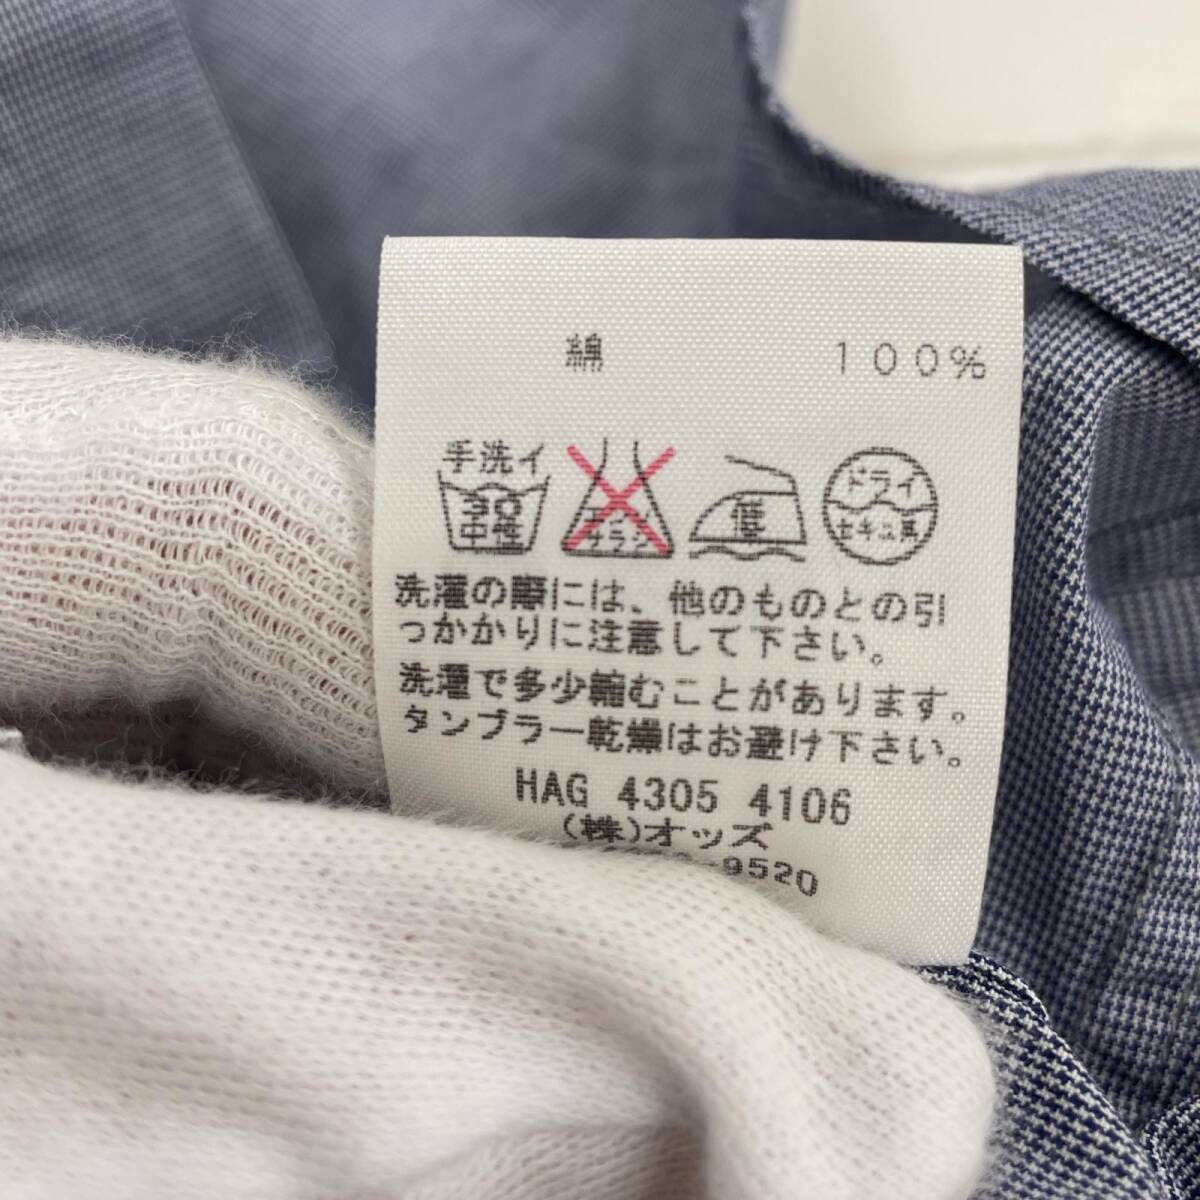 綿 100%
手洗イ
30 エンソ ドライ
中性 サラシ 低 セキユ系
洗濯の際には、他のものとの引
っかかりに注意して下さい。
洗濯で多少縮むことがあります。
タンブラー乾燥はお避け下さい。
HAG 4305 4106
(株)オッズ
-9520